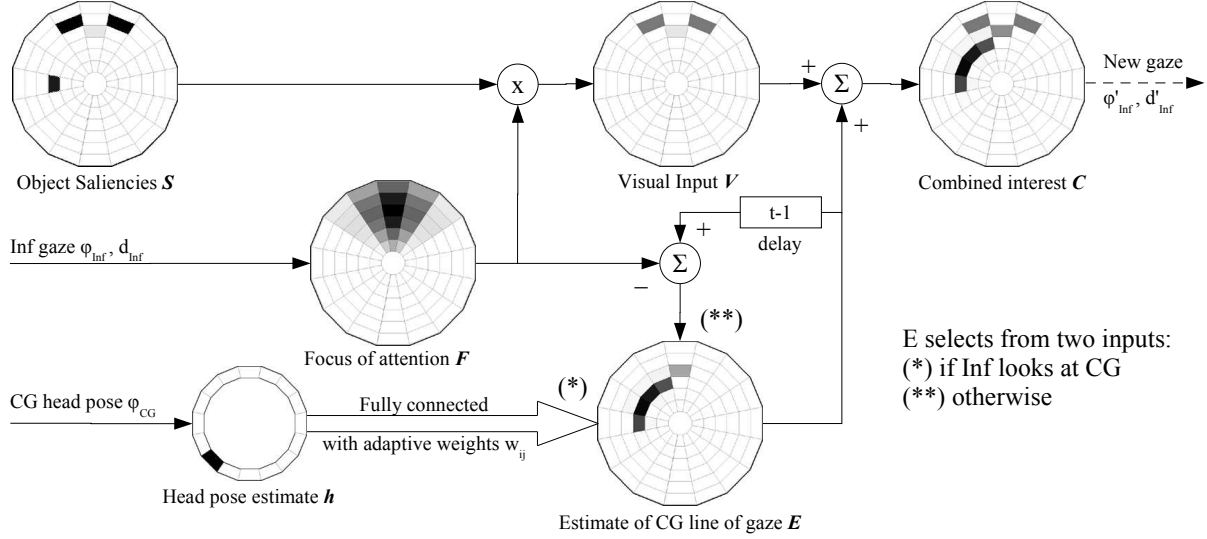 x
+
Σ
+
New gaze
φ'Inf , d'Inf
Object Saliencies S
Visual Input V
Combined interest C
t-1
delay
+
Inf gaze φInf , dInf
Σ
−
(**)
Focus of attention F
E selects from two inputs:
(*) if Inf looks at CG
(**) otherwise
(*)
CG head pose φCG
Fully connected
with adaptive weights wij
Head pose estimate h
Estimate of CG line of gaze E